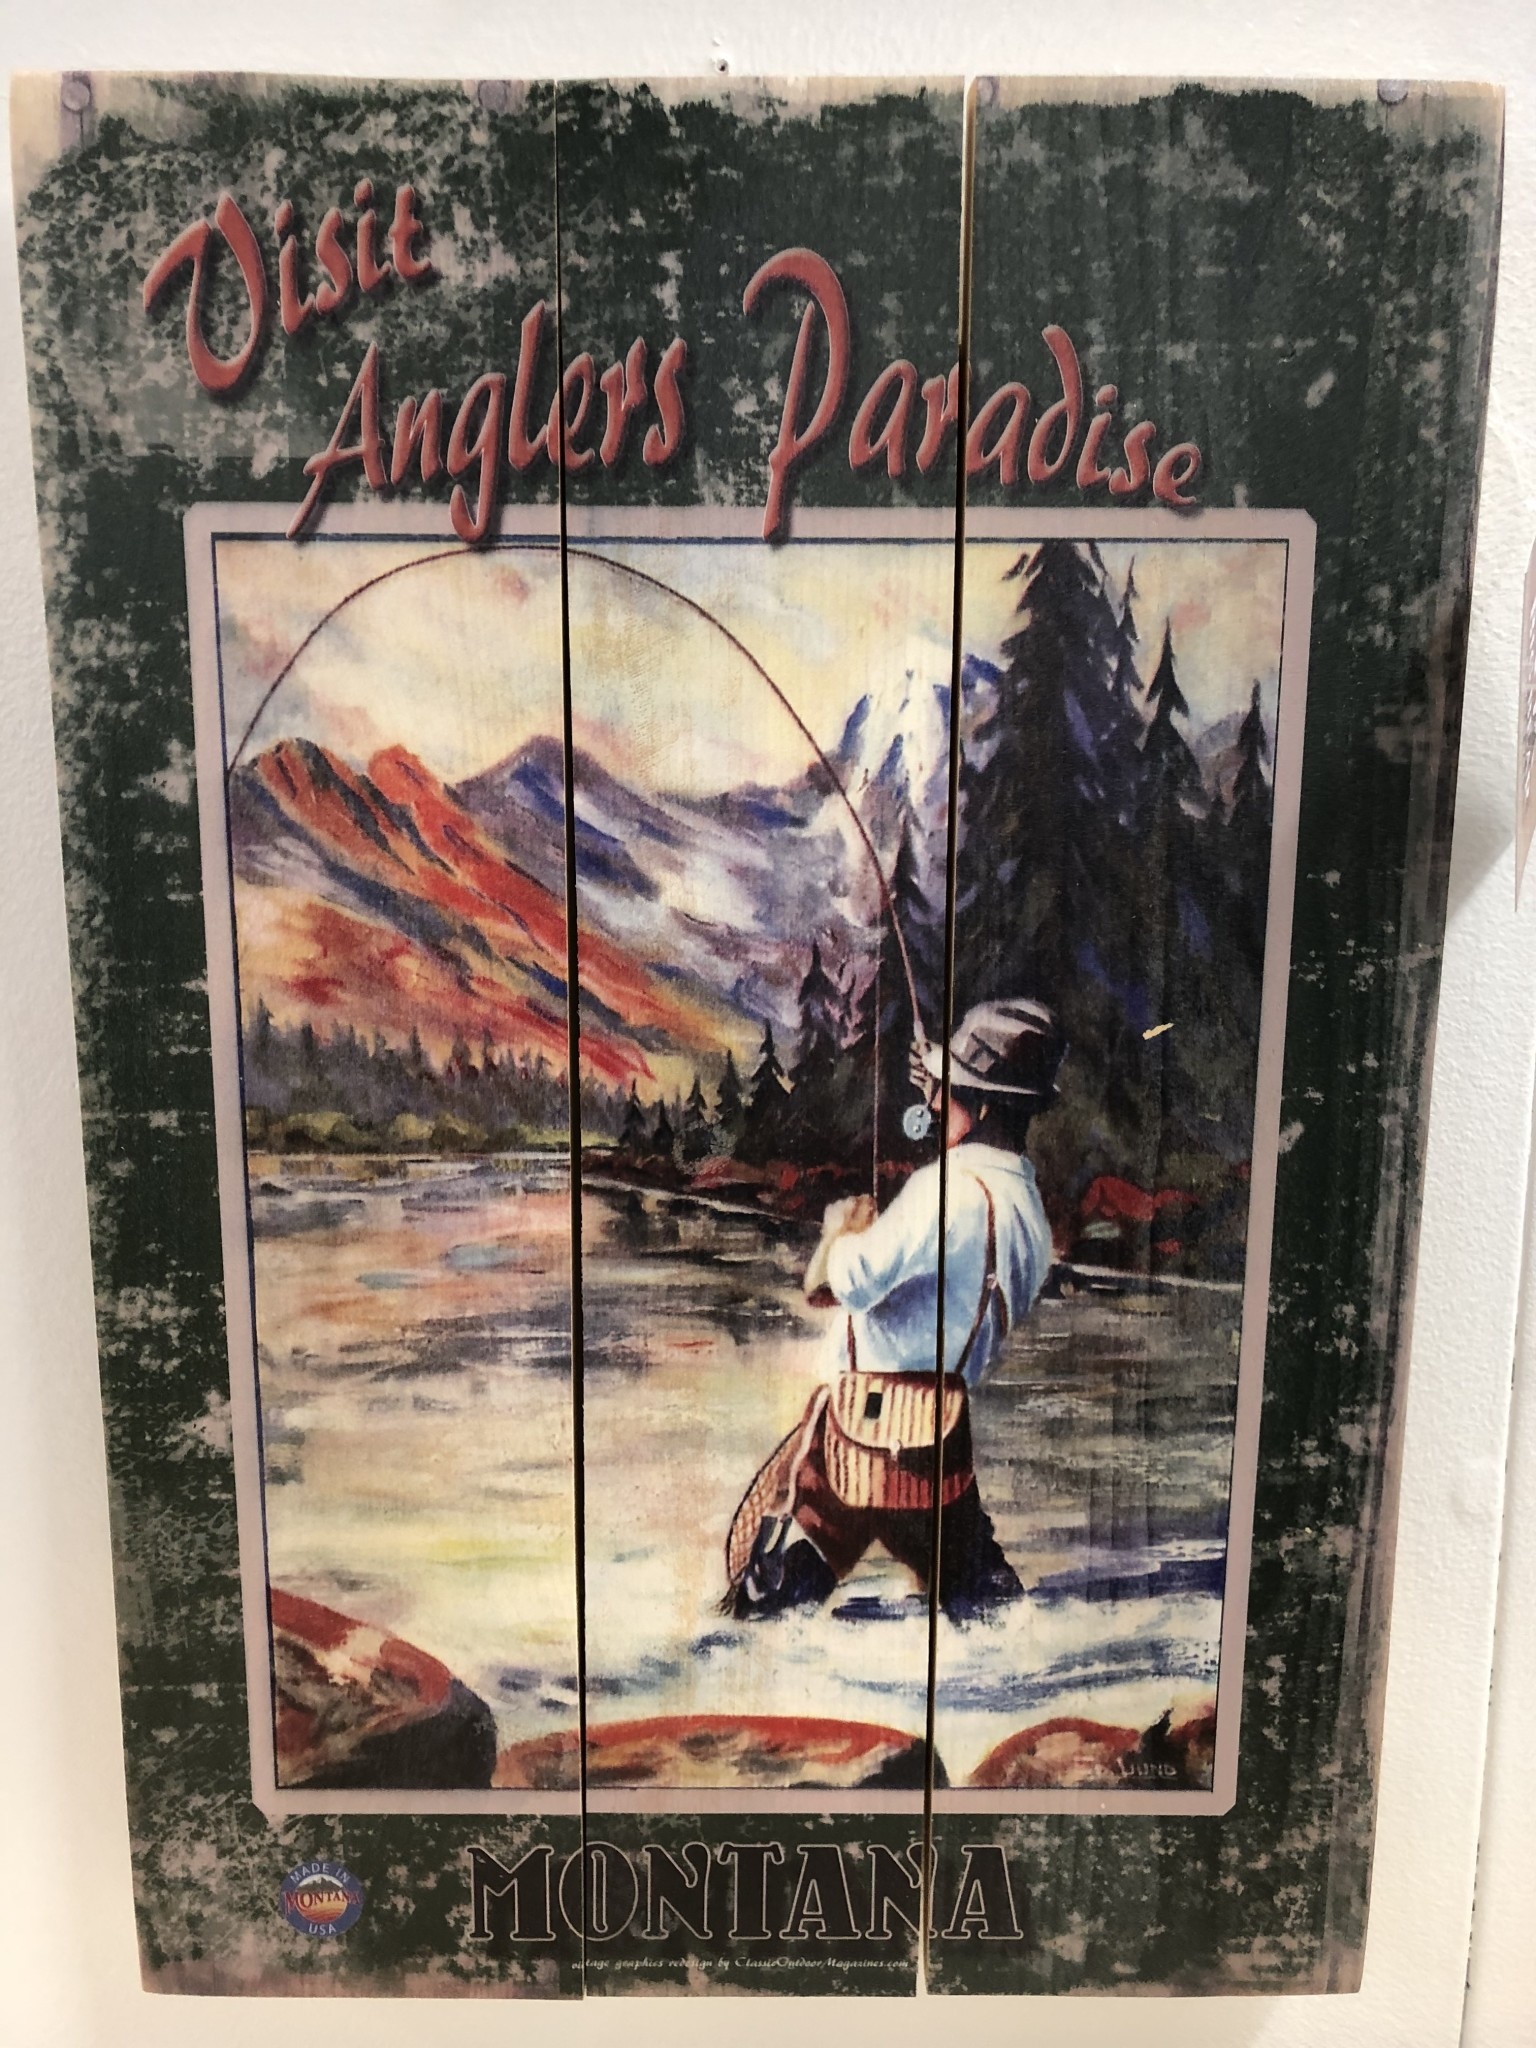 Visit
Anglers Paradise
MONTANA
MADE IN
MONTANA
USA
vintage graphics redesign by ClassicOutdoorMagazines.com